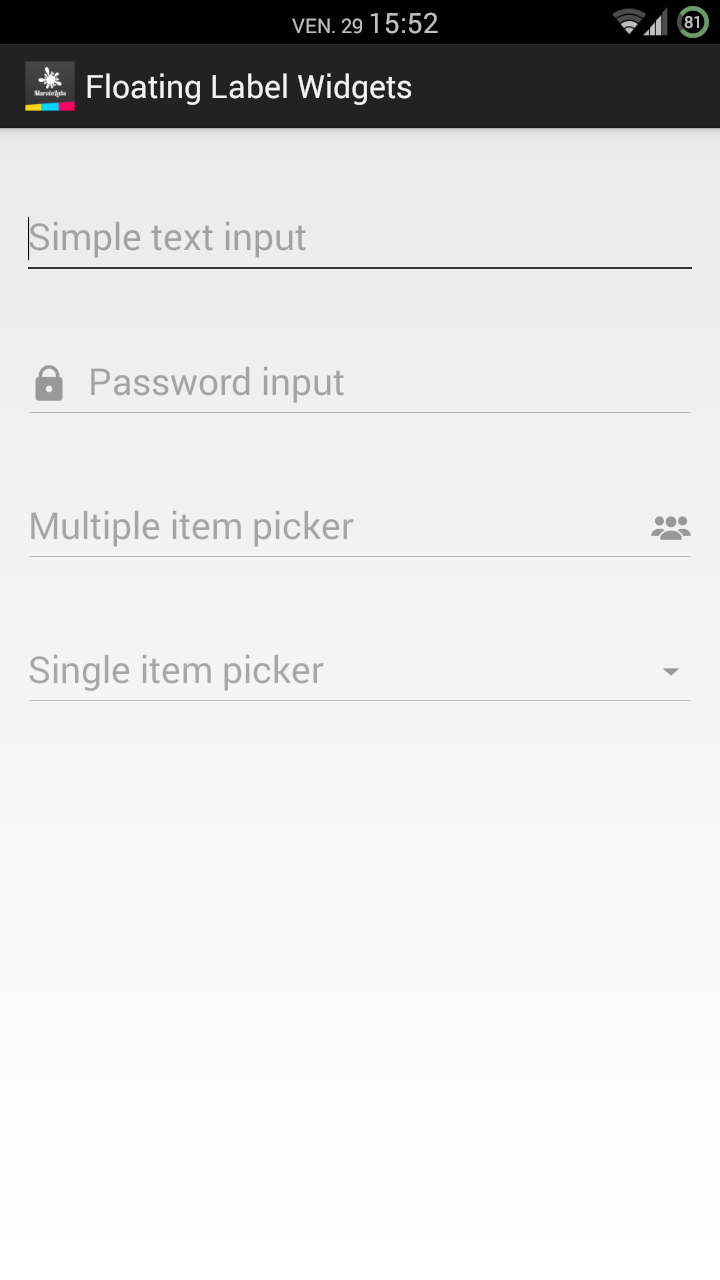 VEN. 29 15:52 81
MarvinLabs Floating Label Widgets
Simple text input
Password input
Multiple item picker
Single item picker